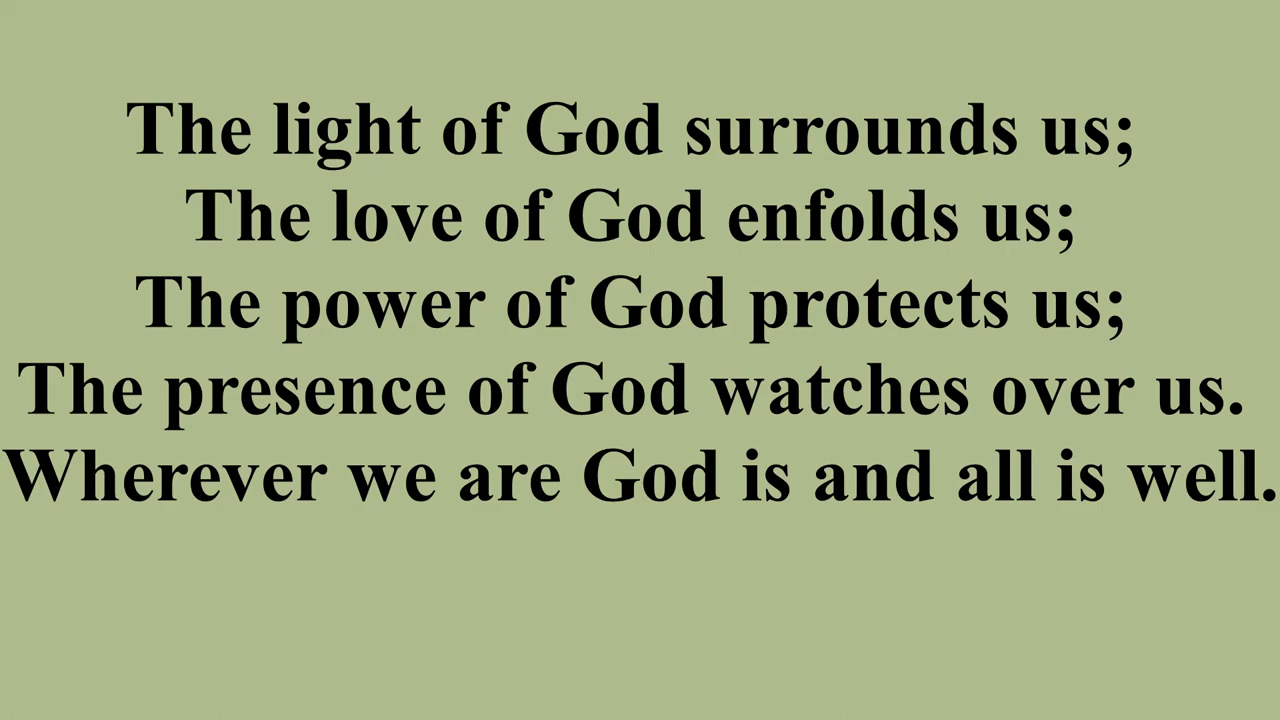 The light of God surrounds us;
The love of God enfolds us;
The power of God protects us;
The presence of God watches over us.
Wherever we are God is and all is well.